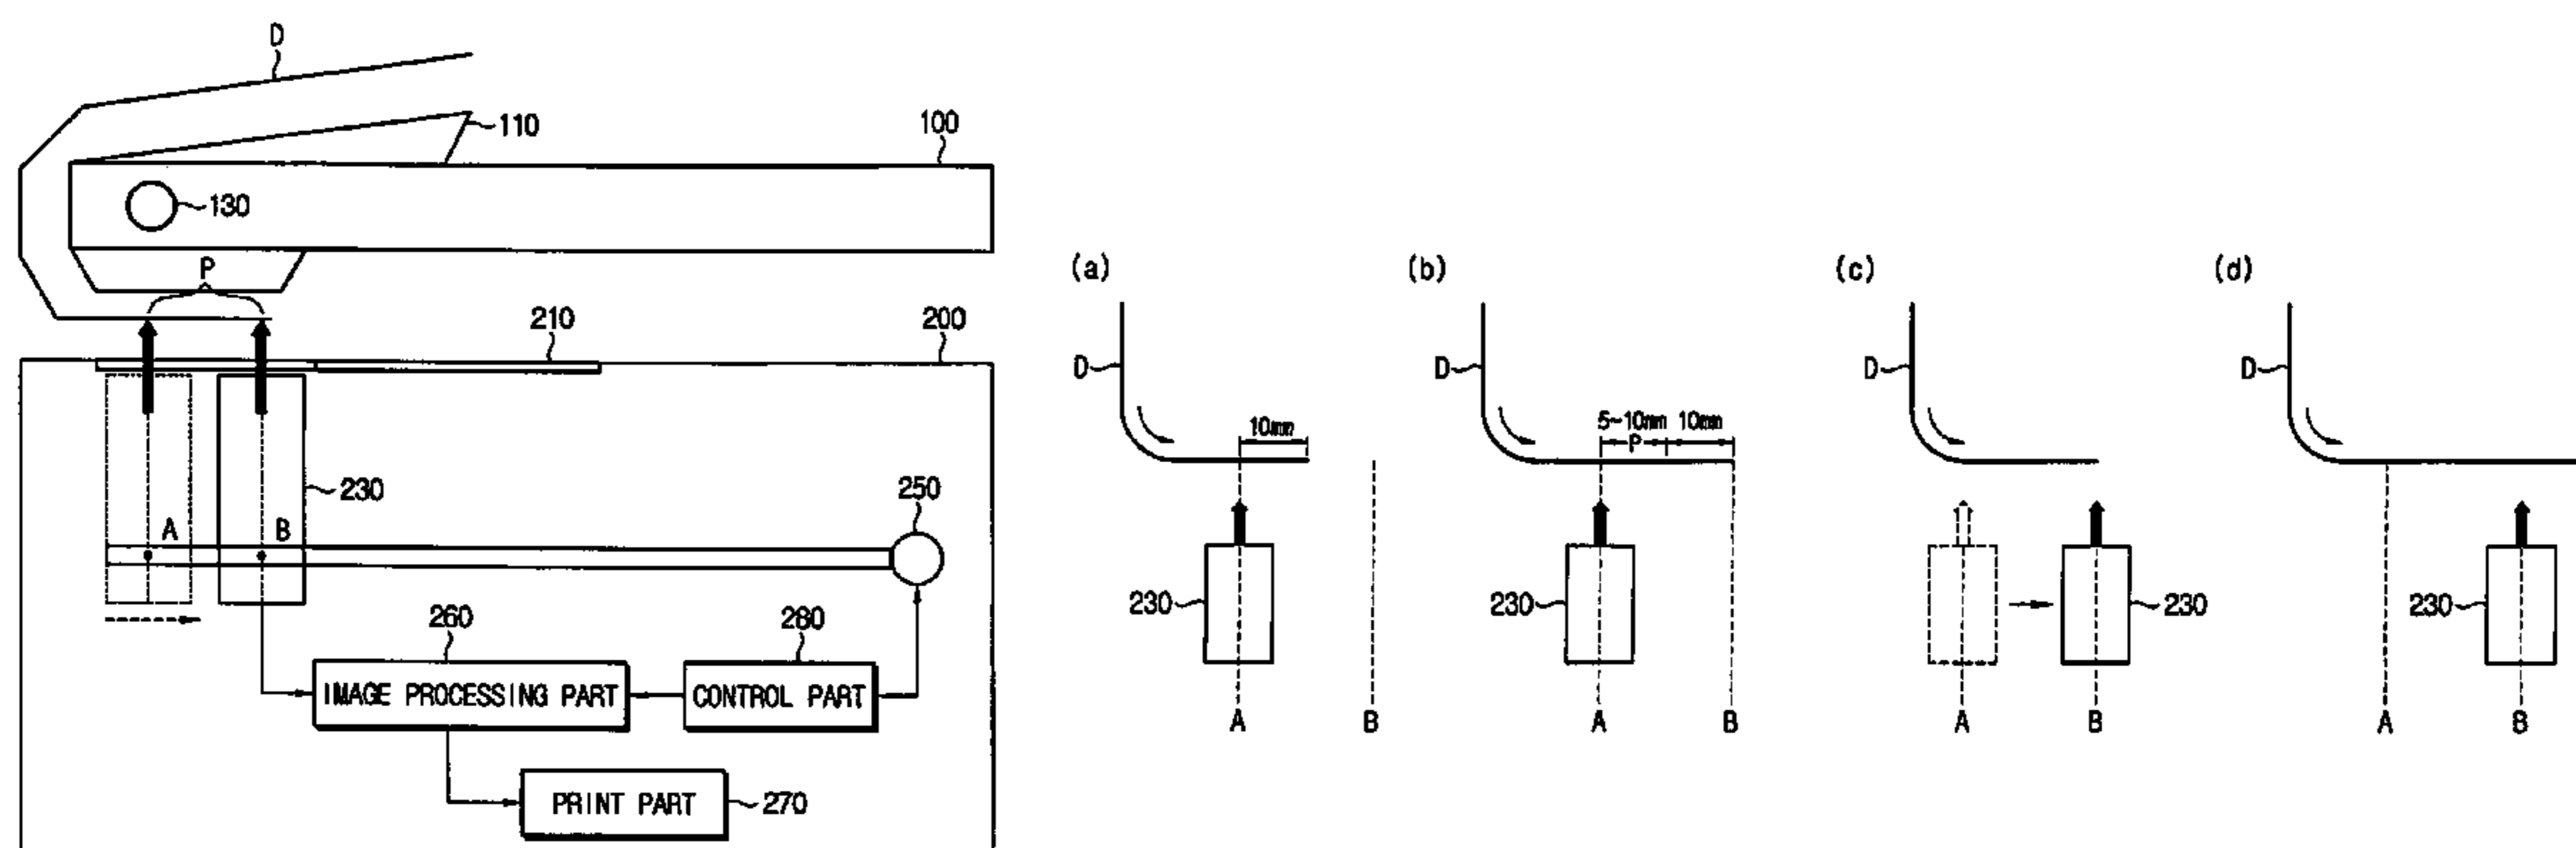 D
110
100
130
P
210
200
230
A
B
250
260
280
IMAGE PROCESSING PART
CONTROL PART
PRINT PART
270
(a)
D
10mm
230
A
B
(b)
D
5~10mm 10mm
P
230
A
B
(c)
D
230
A
B
(d)
D
230
A
B